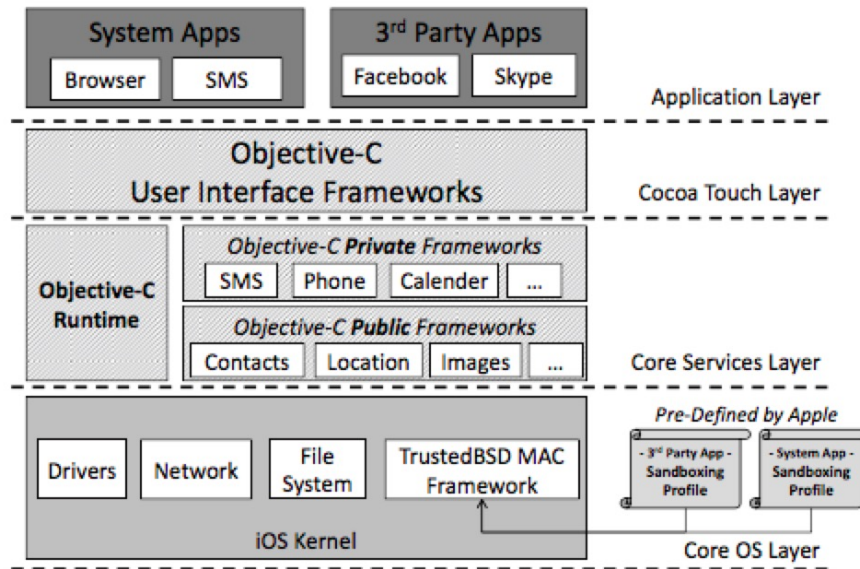 System Apps
Browser
SMS
3rd Party Apps
Facebook
Skype
Application Layer
Objective-C
User Interface Frameworks
Cocoa Touch Layer
Objective-C
Runtime
Objective-C Private Frameworks
SMS
Phone
Calender
...
Objective-C Public Frameworks
Contacts
Location
Images
...
Core Services Layer
Drivers
Network
File
System
TrustedBSD MAC
Framework
iOS Kernel
Pre-Defined by Apple
- 3rd Party App -
Sandboxing
Profile
- System App -
Sandboxing
Profile
Core OS Layer